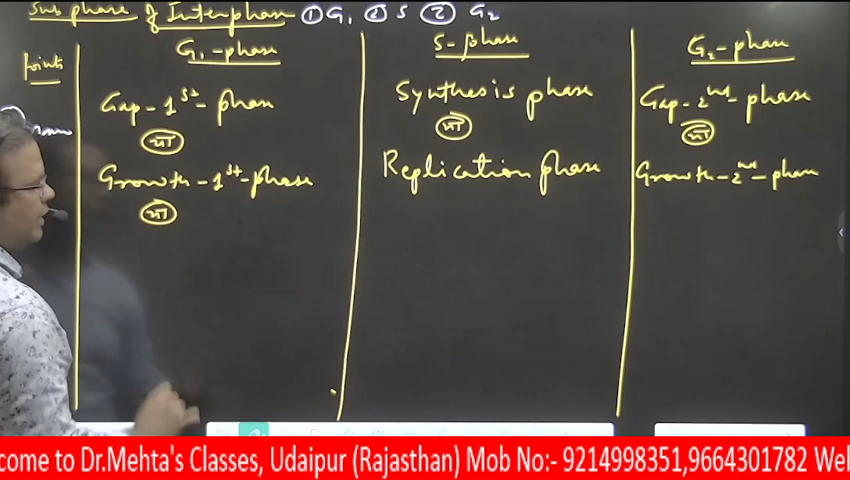 Sub phase of Interphase ① G₁ ② S ② G₂
Points
G₁-phase
Gap-1st-phase
या
Growth-1st-phase
या
S-phase
Synthesis phase
या
Replication phase
G₂-phase
Gap-2nd-phase
या
Growth-2nd-phase
come to Dr.Mehta's Classes, Udaipur (Rajasthan) Mob No:- 9214998351,9664301782 Wel